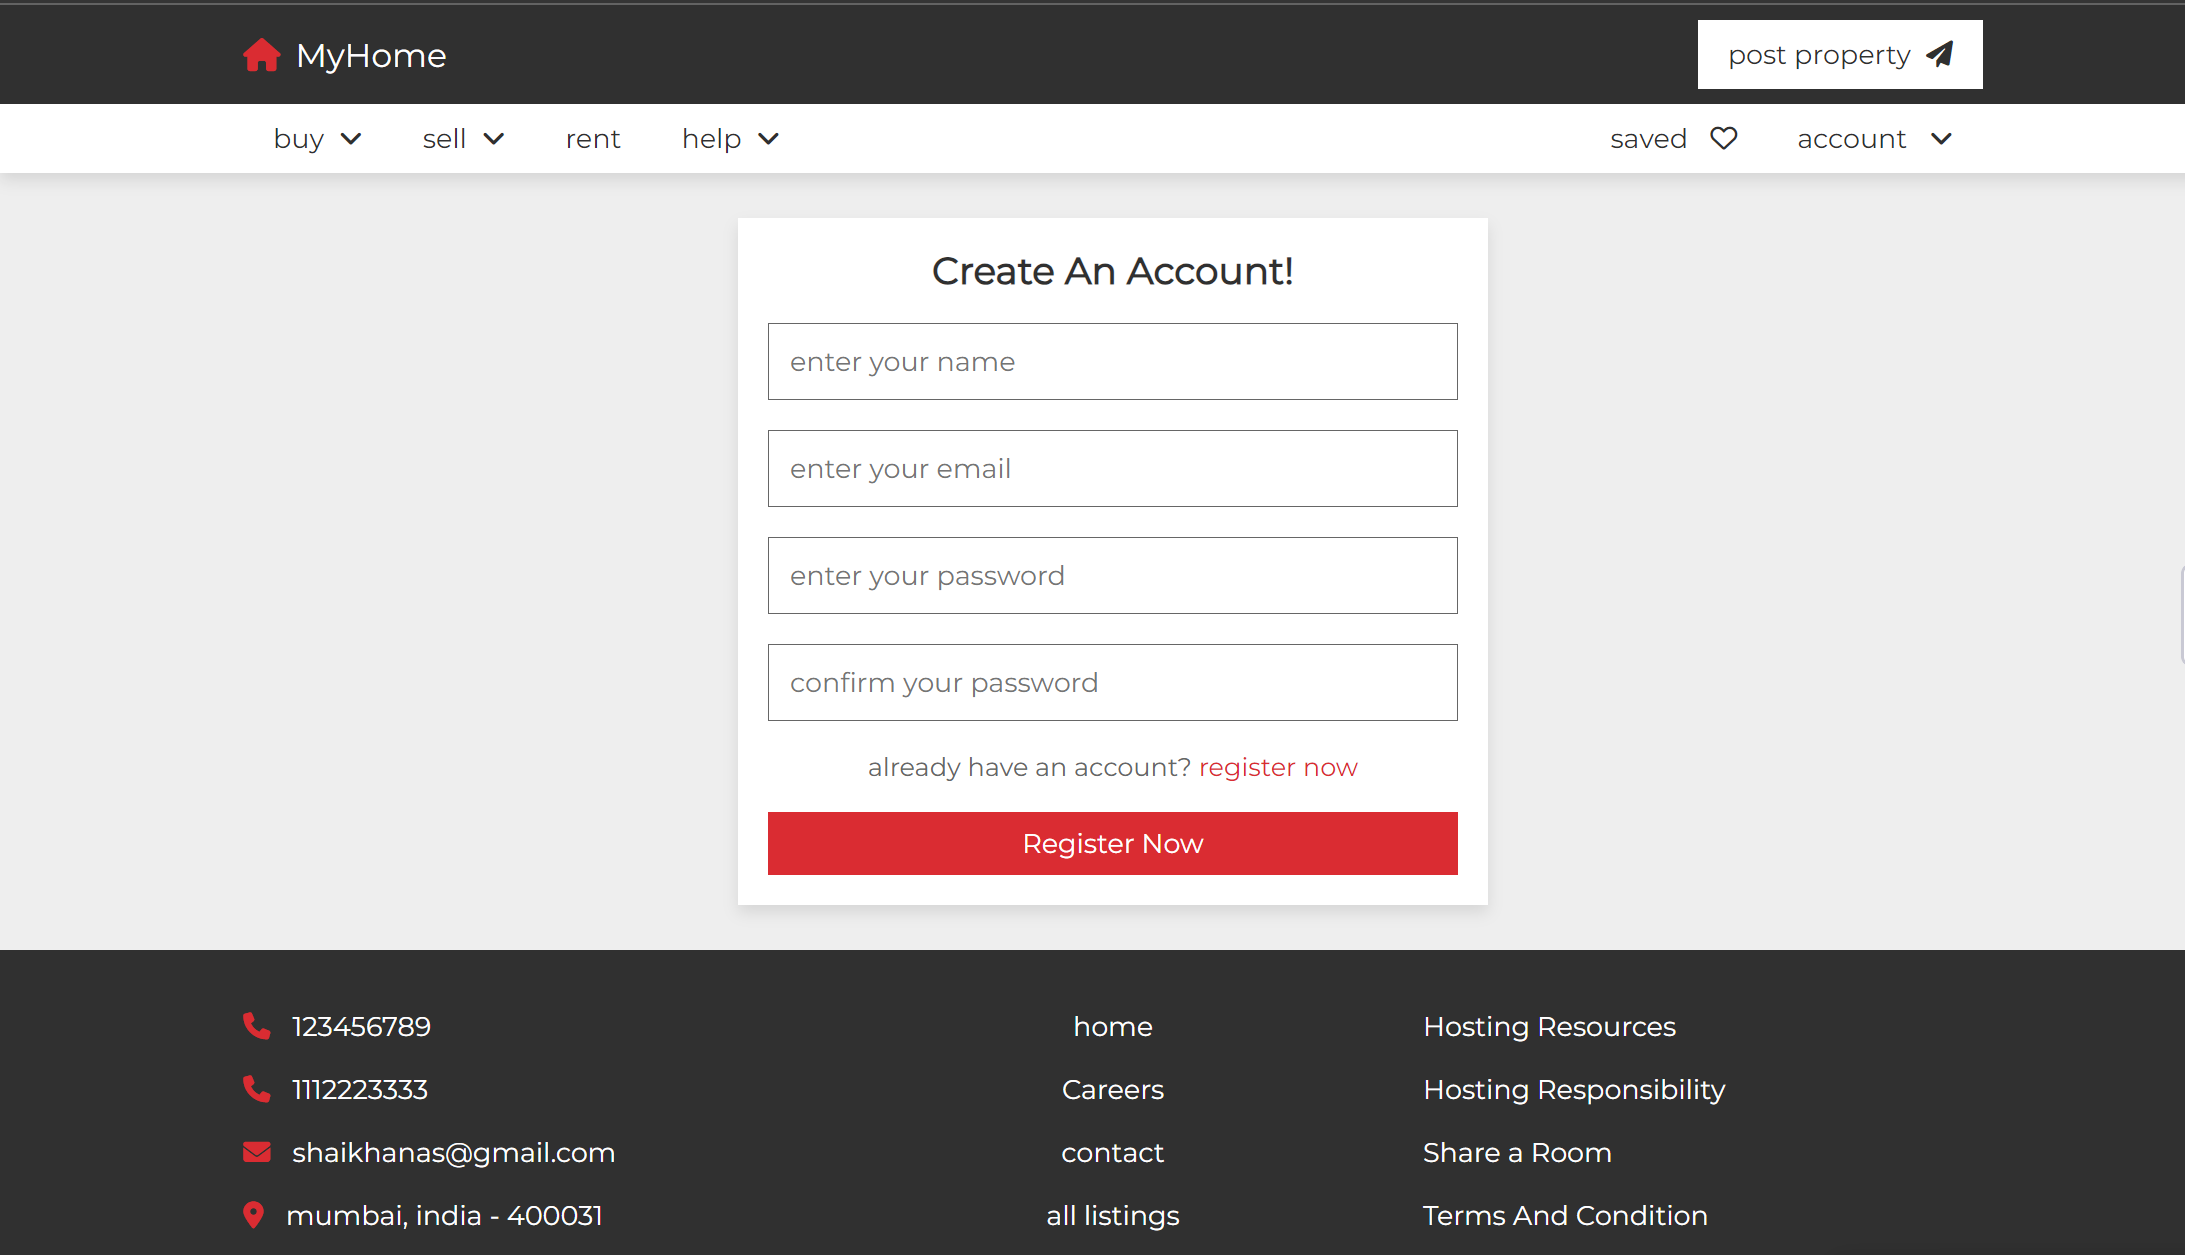 MyHome
post property
buy sell rent help saved account
Create An Account!
enter your name
enter your email
enter your password
confirm your password
already have an account? register now
Register Now
123456789
1112223333
shaikhanas@gmail.com
mumbai, india - 400031
home
Careers
contact
all listings
Hosting Resources
Hosting Responsibility
Share a Room
Terms And Condition